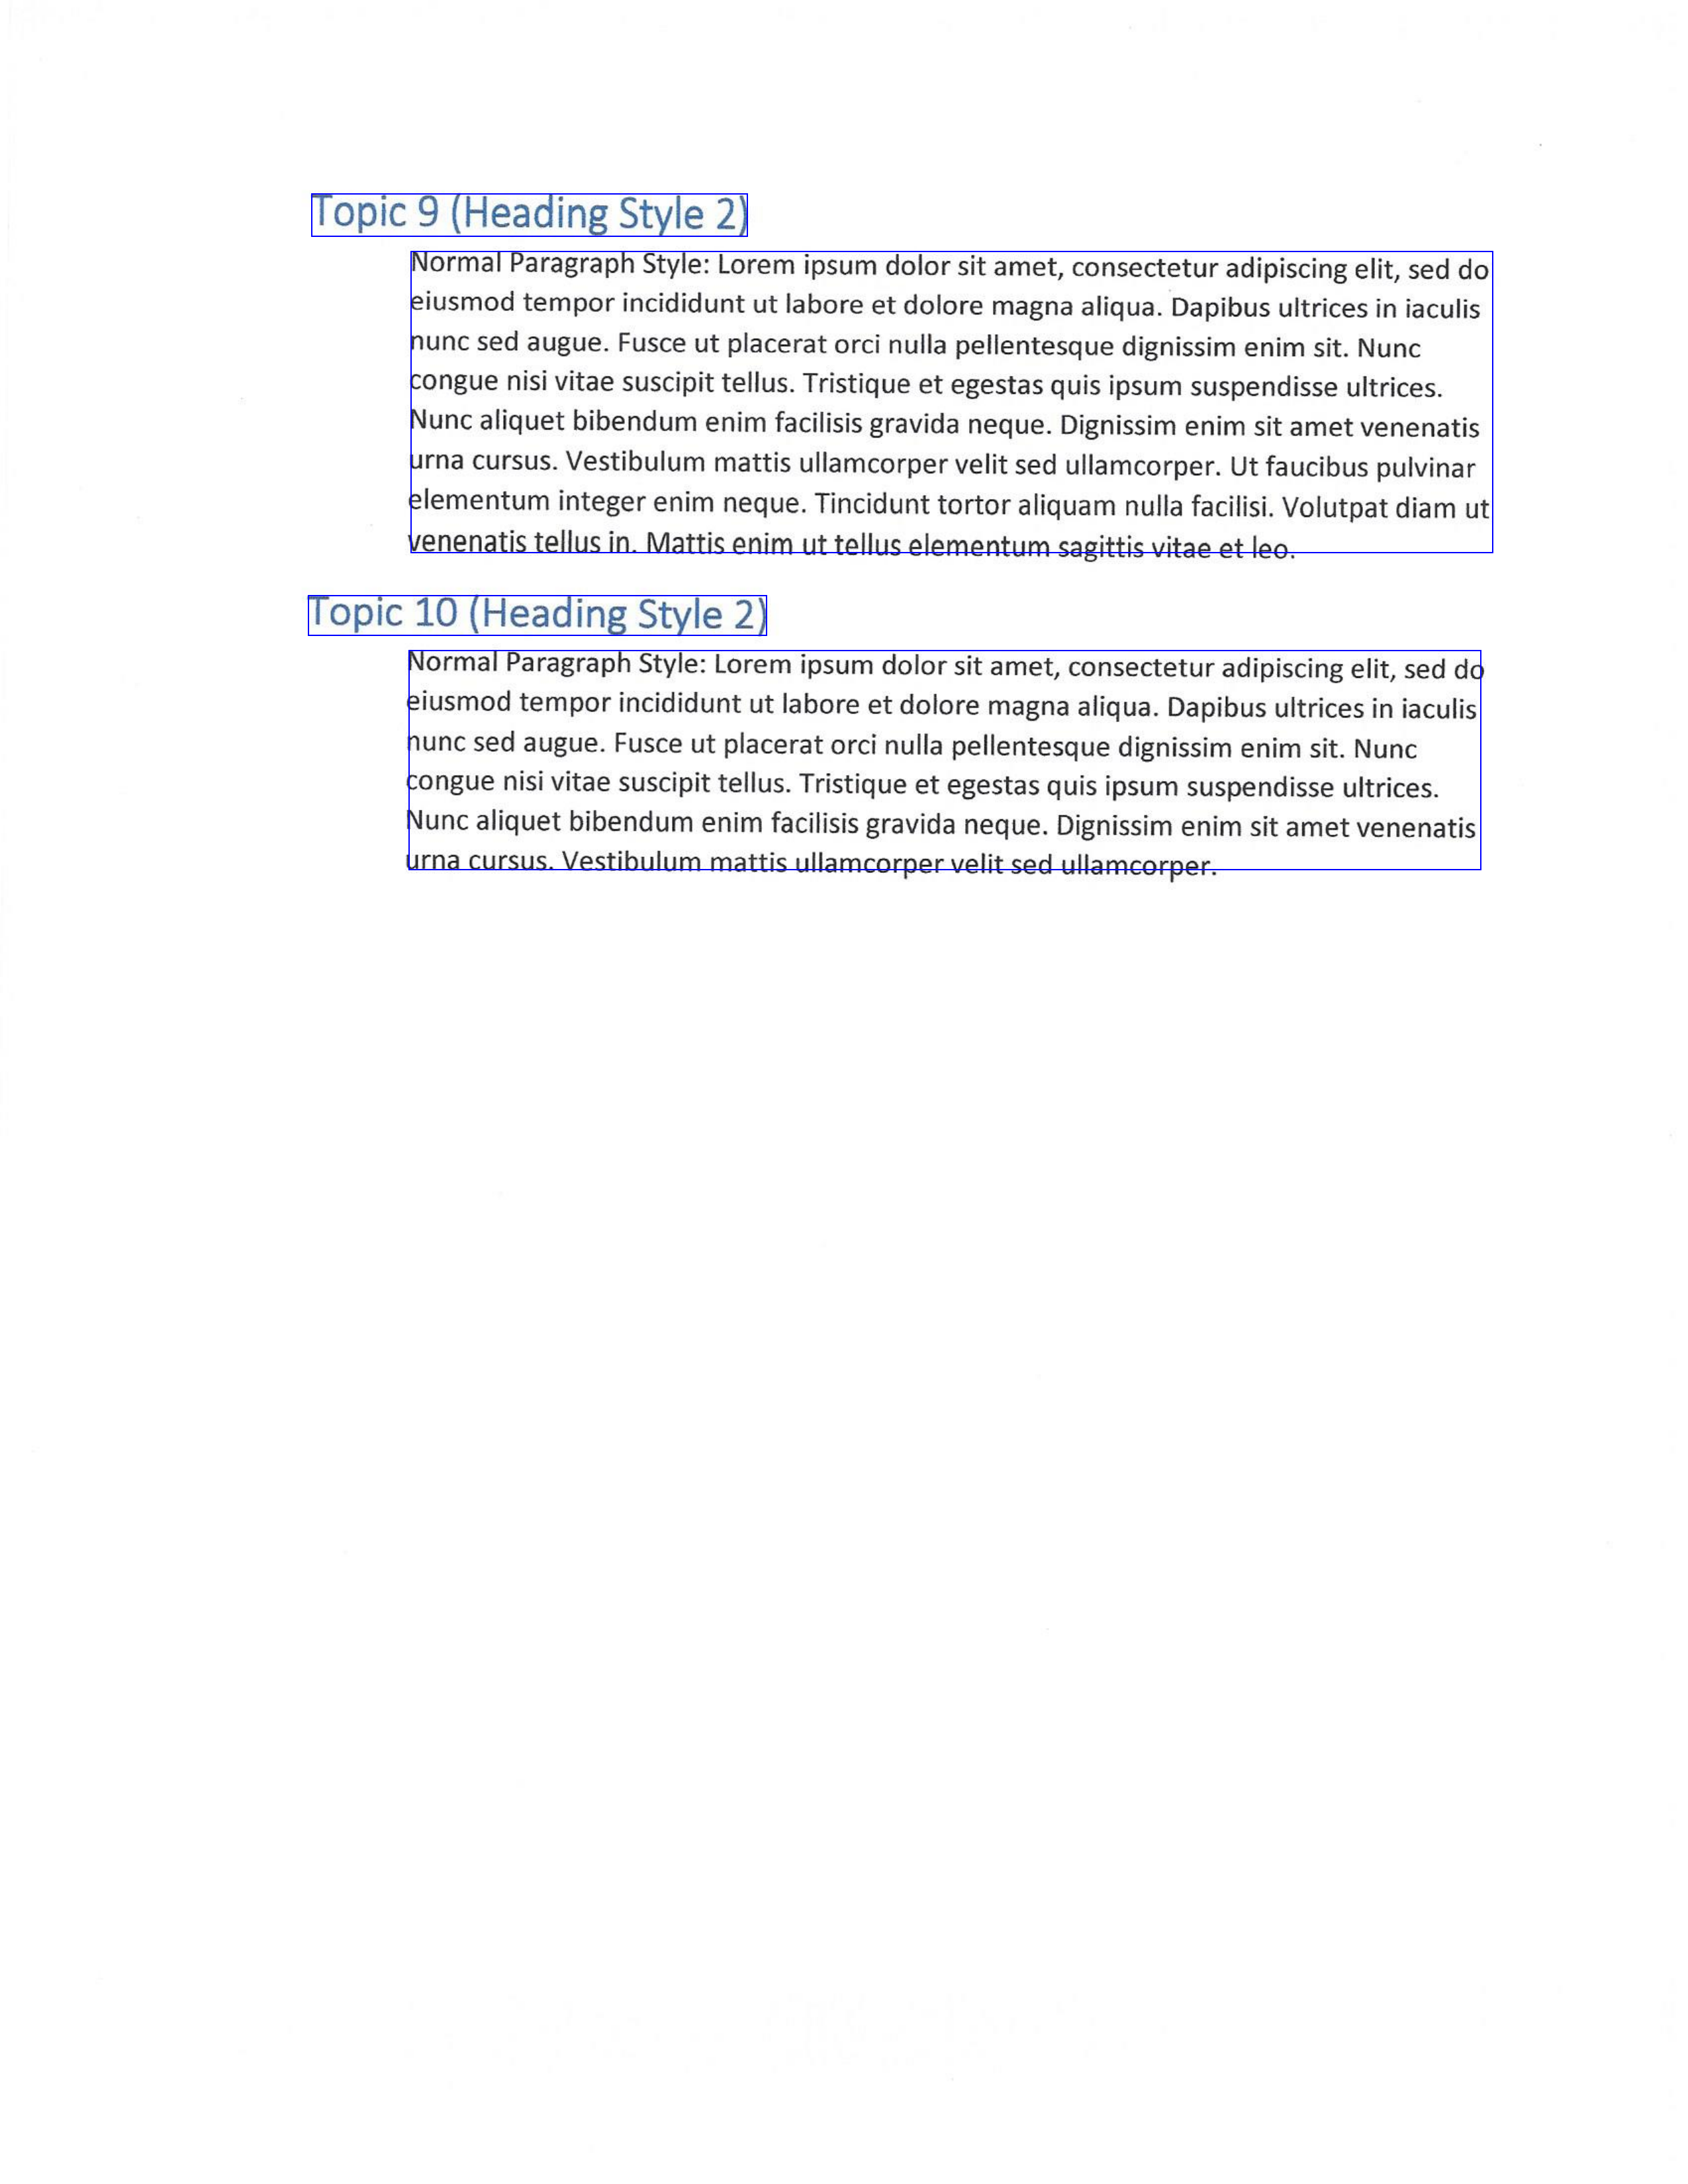 Topic 9 (Heading Style 2)
Normal Paragraph Style: Lorem ipsum dolor sit amet, consectetur adipiscing elit, sed do
eiusmod tempor incididunt ut labore et dolore magna aliqua. Dapibus ultrices in iaculis
nunc sed augue. Fusce ut placerat orci nulla pellentesque dignissim enim sit. Nunc
congue nisi vitae suscipit tellus. Tristique et egestas quis ipsum suspendisse ultrices.
Nunc aliquet bibendum enim facilisis gravida neque. Dignissim enim sit amet venenatis
urna cursus. Vestibulum mattis ullamcorper velit sed ullamcorper. Ut faucibus pulvinar
elementum integer enim neque. Tincidunt tortor aliquam nulla facilisi. Volutpat diam ut
venenatis tellus in. Mattis enim ut tellus elementum sagittis vitae et leo.
Topic 10 (Heading Style 2)
Normal Paragraph Style: Lorem ipsum dolor sit amet, consectetur adipiscing elit, sed do
eiusmod tempor incididunt ut labore et dolore magna aliqua. Dapibus ultrices in iaculis
nunc sed augue. Fusce ut placerat orci nulla pellentesque dignissim enim sit. Nunc
congue nisi vitae suscipit tellus. Tristique et egestas quis ipsum suspendisse ultrices.
Nunc aliquet bibendum enim facilisis gravida neque. Dignissim enim sit amet venenatis
urna cursus. Vestibulum mattis ullamcorper velit sed ullamcorper.